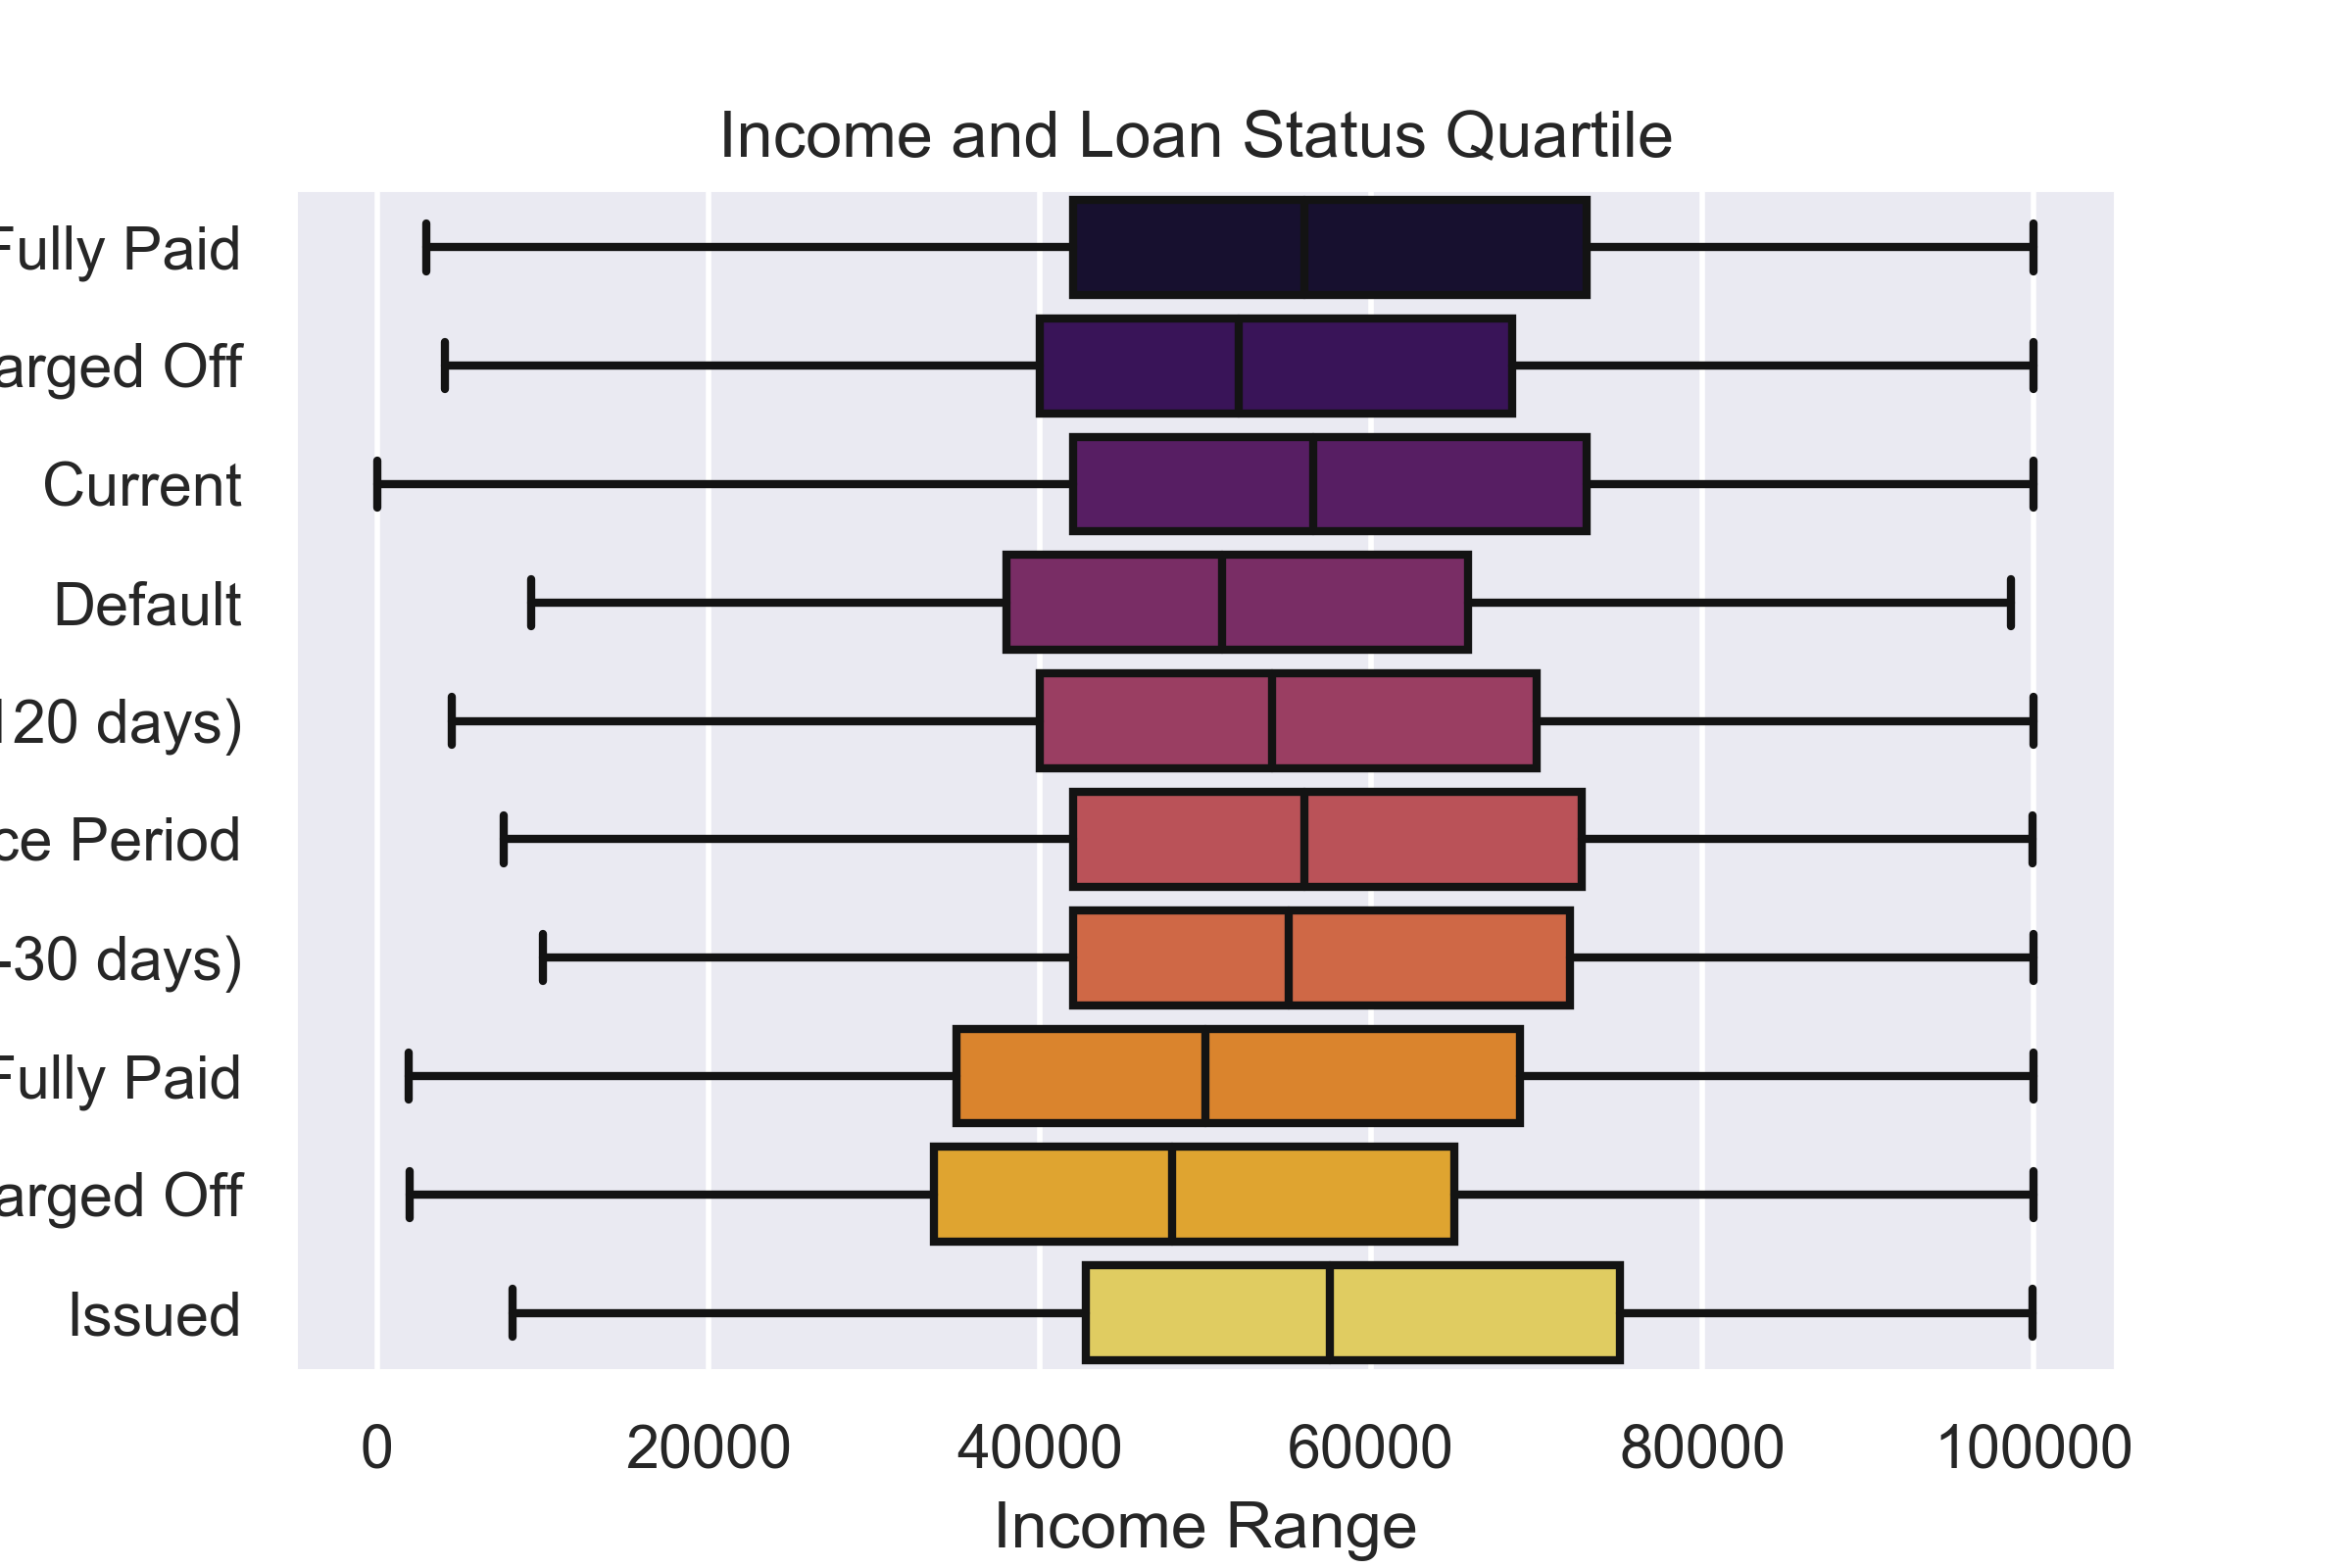 Income and Loan Status Quartile
Fully Paid
arged Off
Current
Default
120 days)
ce Period
-30 days)
Fully Paid
arged Off
Issued
0 20000 40000 60000 80000 100000
Income Range